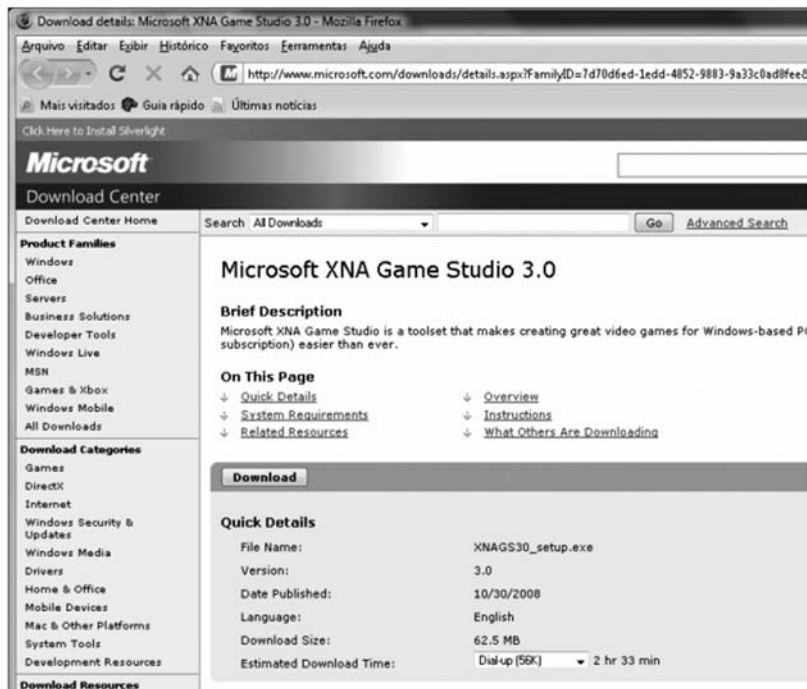 Download details: Microsoft XNA Game Studio 3.0 - Mozilla Firefox
Arquivo Editar Exibir Histórico Favoritos Ferramentas Ajuda
http://www.microsoft.com/downloads/details.aspx?FamilyID=7d70d6ed-1edd-4852-9883-9a33c0ad8fee&
Mais visitados Guia rápido Últimas notícias
Click Here to Install Silverlight
Microsoft
Download Center
Download Center Home
Search All Downloads Go Advanced Search
Product Families
Windows
Office
Servers
Business Solutions
Developer Tools
Windows Live
MSN
Games & Xbox
Windows Mobile
All Downloads
Download Categories
Games
DirectX
Internet
Windows Security &
Updates
Windows Media
Drivers
Home & Office
Mobile Devices
Mac & Other Platforms
System Tools
Development Resources
Download Resources
Microsoft XNA Game Studio 3.0
Brief Description
Microsoft XNA Game Studio is a toolset that makes creating great video games for Windows-based PC
subscription) easier than ever.
On This Page
Quick Details Overview
System Requirements Instructions
Related Resources What Others Are Downloading
Download
Quick Details
File Name: XNAGS30_setup.exe
Version: 3.0
Date Published: 10/30/2008
Language: English
Download Size: 62.5 MB
Estimated Download Time: Dial-up (56K) 2 hr 33 min